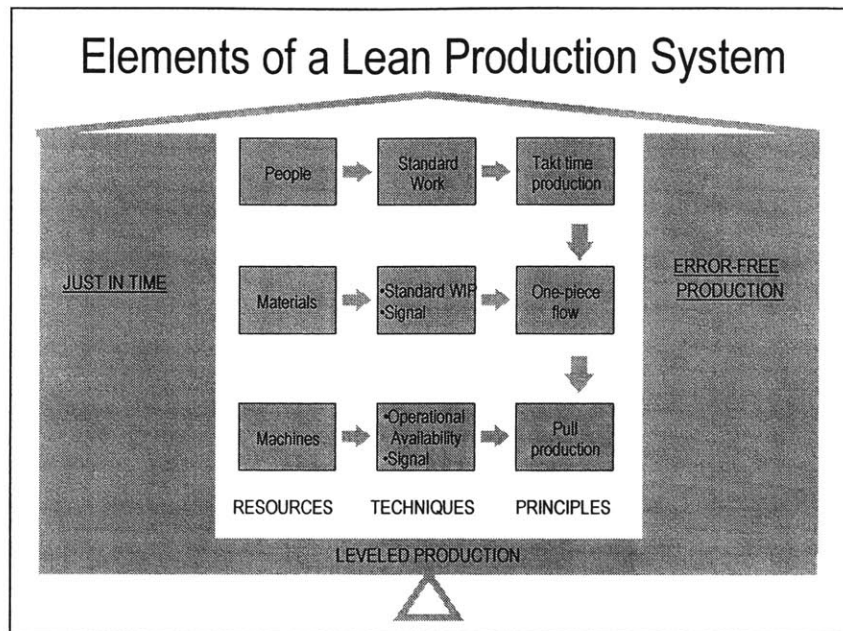 Elements of a Lean Production System
People
Standard
Work
Takt time
production
JUST IN TIME
ERROR-FREE
PRODUCTION
Materials
•Standard WIP
•Signal
One-piece
flow
Machines
•Operational
Availability
•Signal
Pull
production
RESOURCES
TECHNIQUES
PRINCIPLES
LEVELED PRODUCTION